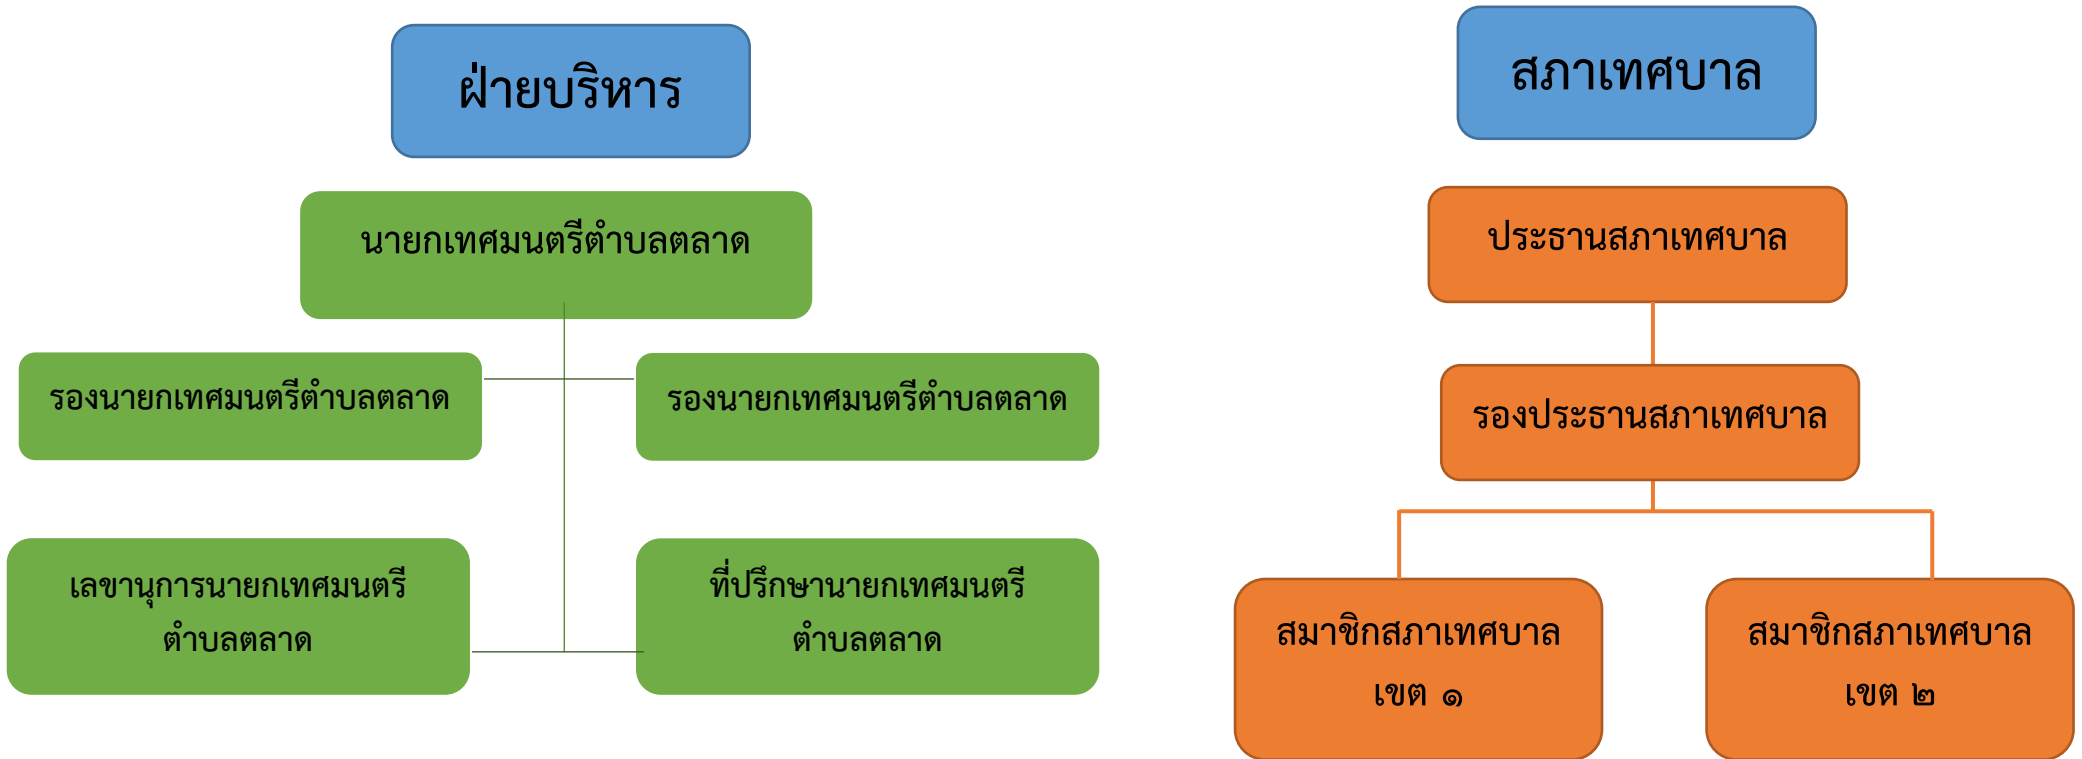 ฝ่ายบริหาร
นายกเทศมนตรีตำบลตลาด
รองนายกเทศมนตรีตำบลตลาด
รองนายกเทศมนตรีตำบลตลาด
เลขานุการนายกเทศมนตรี
ตำบลตลาด
ที่ปรึกษานายกเทศมนตรี
ตำบลตลาด
สภาเทศบาล
ประธานสภาเทศบาล
รองประธานสภาเทศบาล
สมาชิกสภาเทศบาล
เขต ๑
สมาชิกสภาเทศบาล
เขต ๒